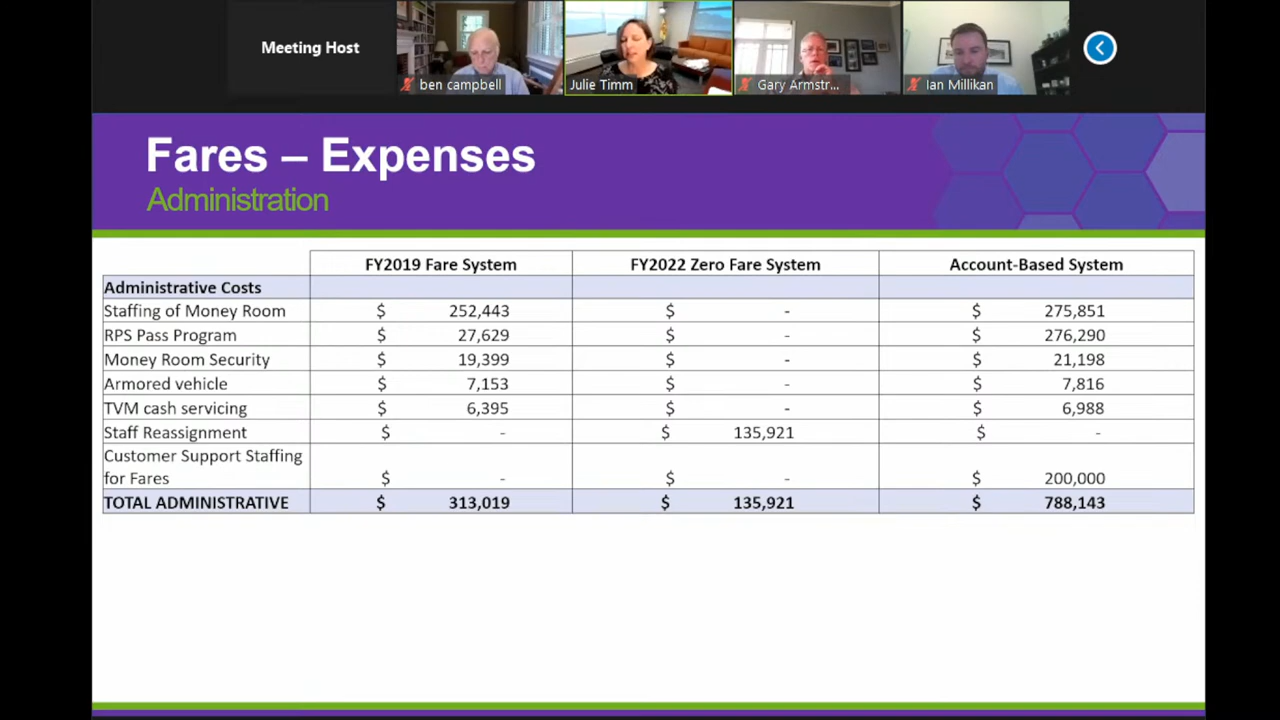 Meeting Host
ben campbell
Julie Timm
Gary Armstr...
Ian Millikan
Fares – Expenses
Administration
FY2019 Fare System FY2022 Zero Fare System Account-Based System
Administrative Costs
Staffing of Money Room $ 252,443 $ - $ 275,851
RPS Pass Program $ 27,629 $ - $ 276,290
Money Room Security $ 19,399 $ - $ 21,198
Armored vehicle $ 7,153 $ - $ 7,816
TVM cash servicing $ 6,395 $ - $ 6,988
Staff Reassignment $ - $ 135,921 $ -
Customer Support Staffing
for Fares $ - $ - $ 200,000
TOTAL ADMINISTRATIVE $ 313,019 $ 135,921 $ 788,143